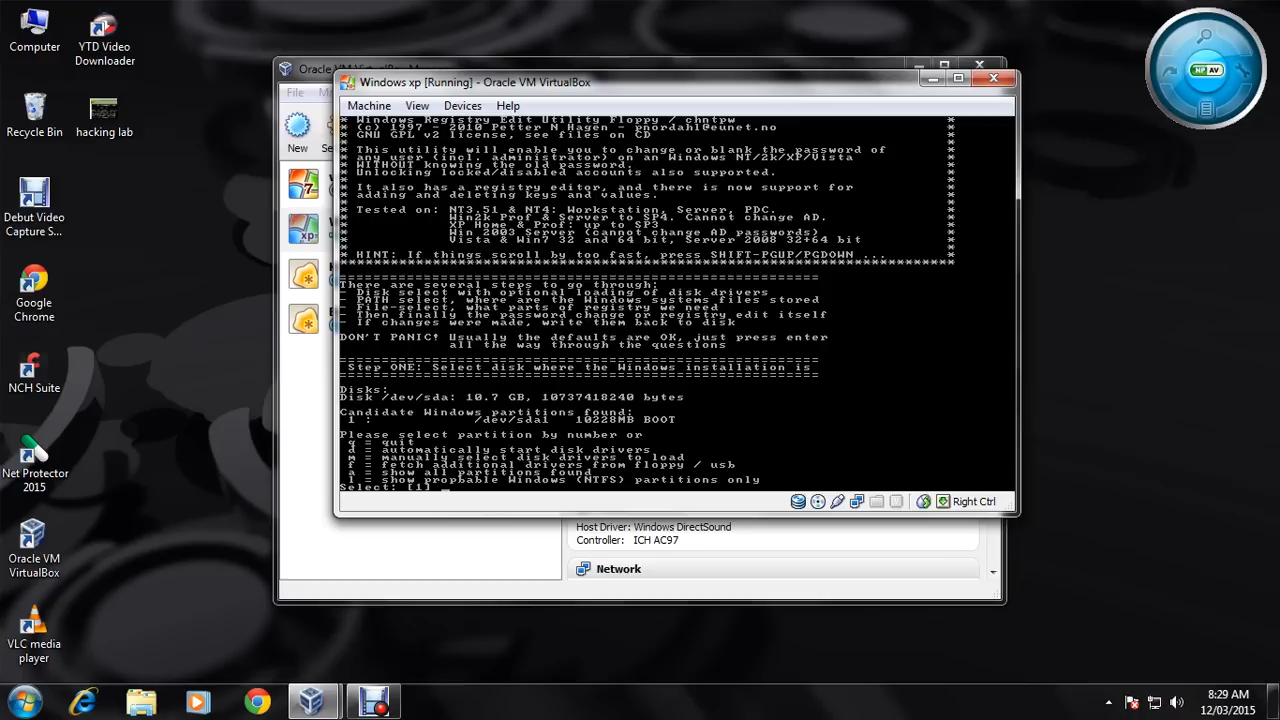 Computer
YTD Video
Downloader
Recycle Bin
hacking lab
Debut Video
Capture S...
Google
Chrome
NCH Suite
Net Protector
2015
Oracle VM
VirtualBox
VLC media
player
NP AV
Oracle VM VirtualBox
File
New
Windows xp [Running] - Oracle VM VirtualBox
Machine View Devices Help
* Windows Registry Edit Utility Floppy / chntpw *
* (c) 1997 - 2010 Petter N Hagen - pnordahl@eunet.no *
* GNU GPL v2 license, see files on CD *
* This utility will enable you to change or blank the password of *
* any user (incl. administrator) on an Windows NT/2k/XP/Vista *
* WITHOUT knowing the old password. *
* Unlocking locked/disabled accounts also supported. *
* It also has a registry editor, and there is now support for *
* adding and deleting keys and values. *
* Tested on: NT3.51 & NT4: Workstation, Server, PDC. *
* Win2k Prof & Server to SP4. Cannot change AD. *
* XP Home & Prof: up to SP3 *
* Win 2003 Server (cannot change AD passwords) *
* Vista & Win7 32 and 64 bit, Server 2008 32+64 bit *
* HINT: If things scroll by too fast, press SHIFT-PGUP/PGDOWN ... *
There are several steps to go through:
- Disk select with optional loading of disk drivers
- PATH select, where are the Windows systems files stored
- File-select, what parts of registry we need
- Then finally the password change or registry edit itself
- If changes were made, write them back to disk
DON'T PANIC! Usually the defaults are OK, just press enter
all the way through the questions
Step ONE: Select disk where the Windows installation is
Disks:
Disk /dev/sda: 10.7 GB, 10737418240 bytes
Candidate Windows partitions found:
1 : /dev/sda1 10228MB BOOT
Please select partition by number or
q = quit
d = automatically start disk drivers
m = manually select disk drivers to load
f = fetch additional drivers from floppy / usb
a = show all partitions found
l = show propbable Windows (NTFS) partitions only
Select: [1] _
Right Ctrl
Host Driver: Windows DirectSound
Controller: ICH AC97
Network
8:29 AM
12/03/2015